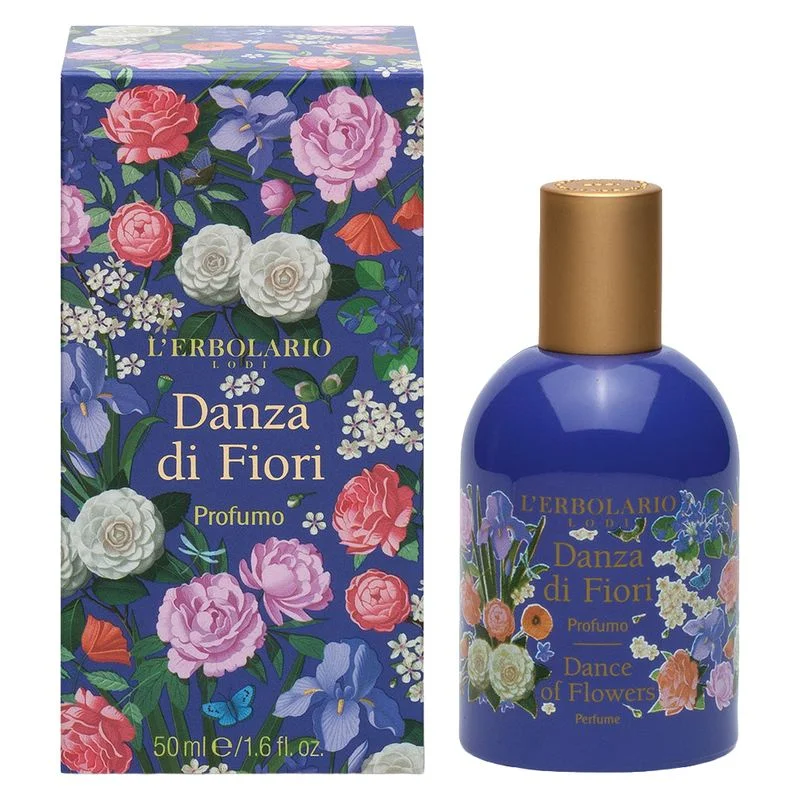 L'ERBOLARIO
LODI
Danza
di Fiori
Profumo
50 ml ℮/1.6 fl. oz.
L'ERBOLARIO
LODI
Danza
di Fiori
Profumo
Dance
of Flowers
Perfume